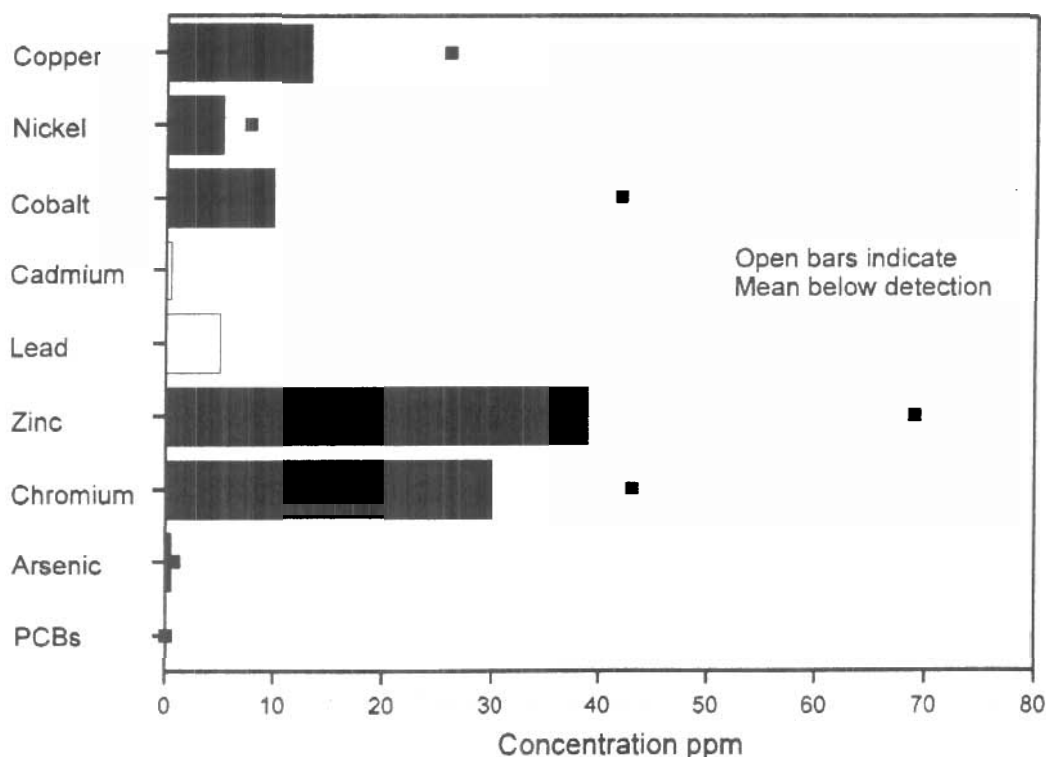 Copper
Nickel
Cobalt
Cadmium
Open bars indicate
Mean below detection
Lead
Zinc
Chromium
Arsenic
PCBs
0 10 20 30 40 50 60 70 80
Concentration ppm